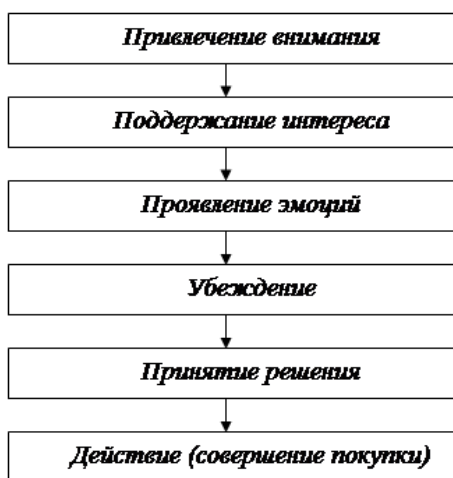 Привлечение внимания
Поддержание интереса
Проявление эмоций
Убеждение
Принятие решения
Действие (совершение покупки)